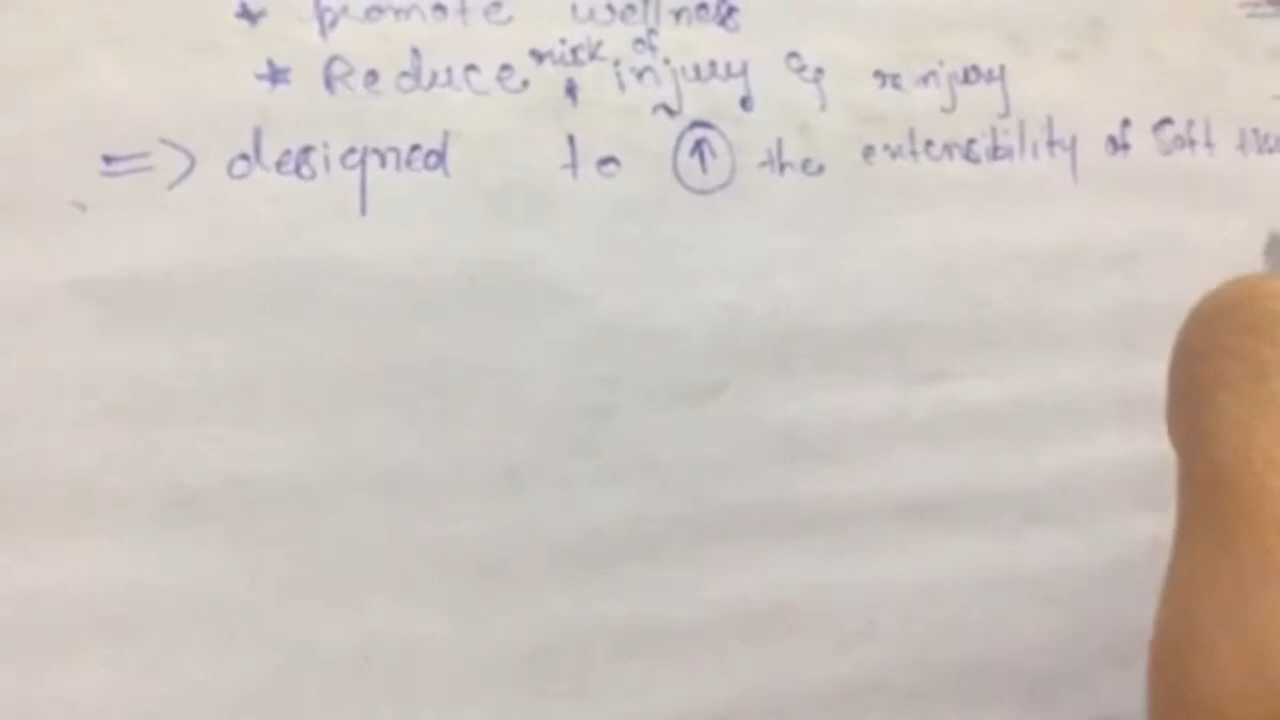 * promote wellness
* Reduce risk of injury & reinjury
=> designed to ↑ the extensibility of Soft